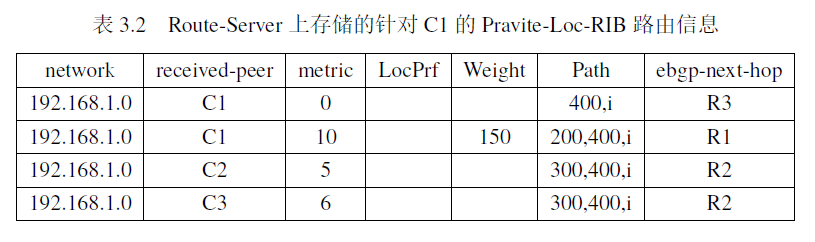 表 3.2 Route-Server 上存储的针对 C1 的 Pravite-Loc-RIB 路由信息
network received-peer metric LocPrf Weight Path ebgp-next-hop
192.168.1.0 C1 0 400,i R3
192.168.1.0 C1 10 150 200,400,i R1
192.168.1.0 C2 5 300,400,i R2
192.168.1.0 C3 6 300,400,i R2